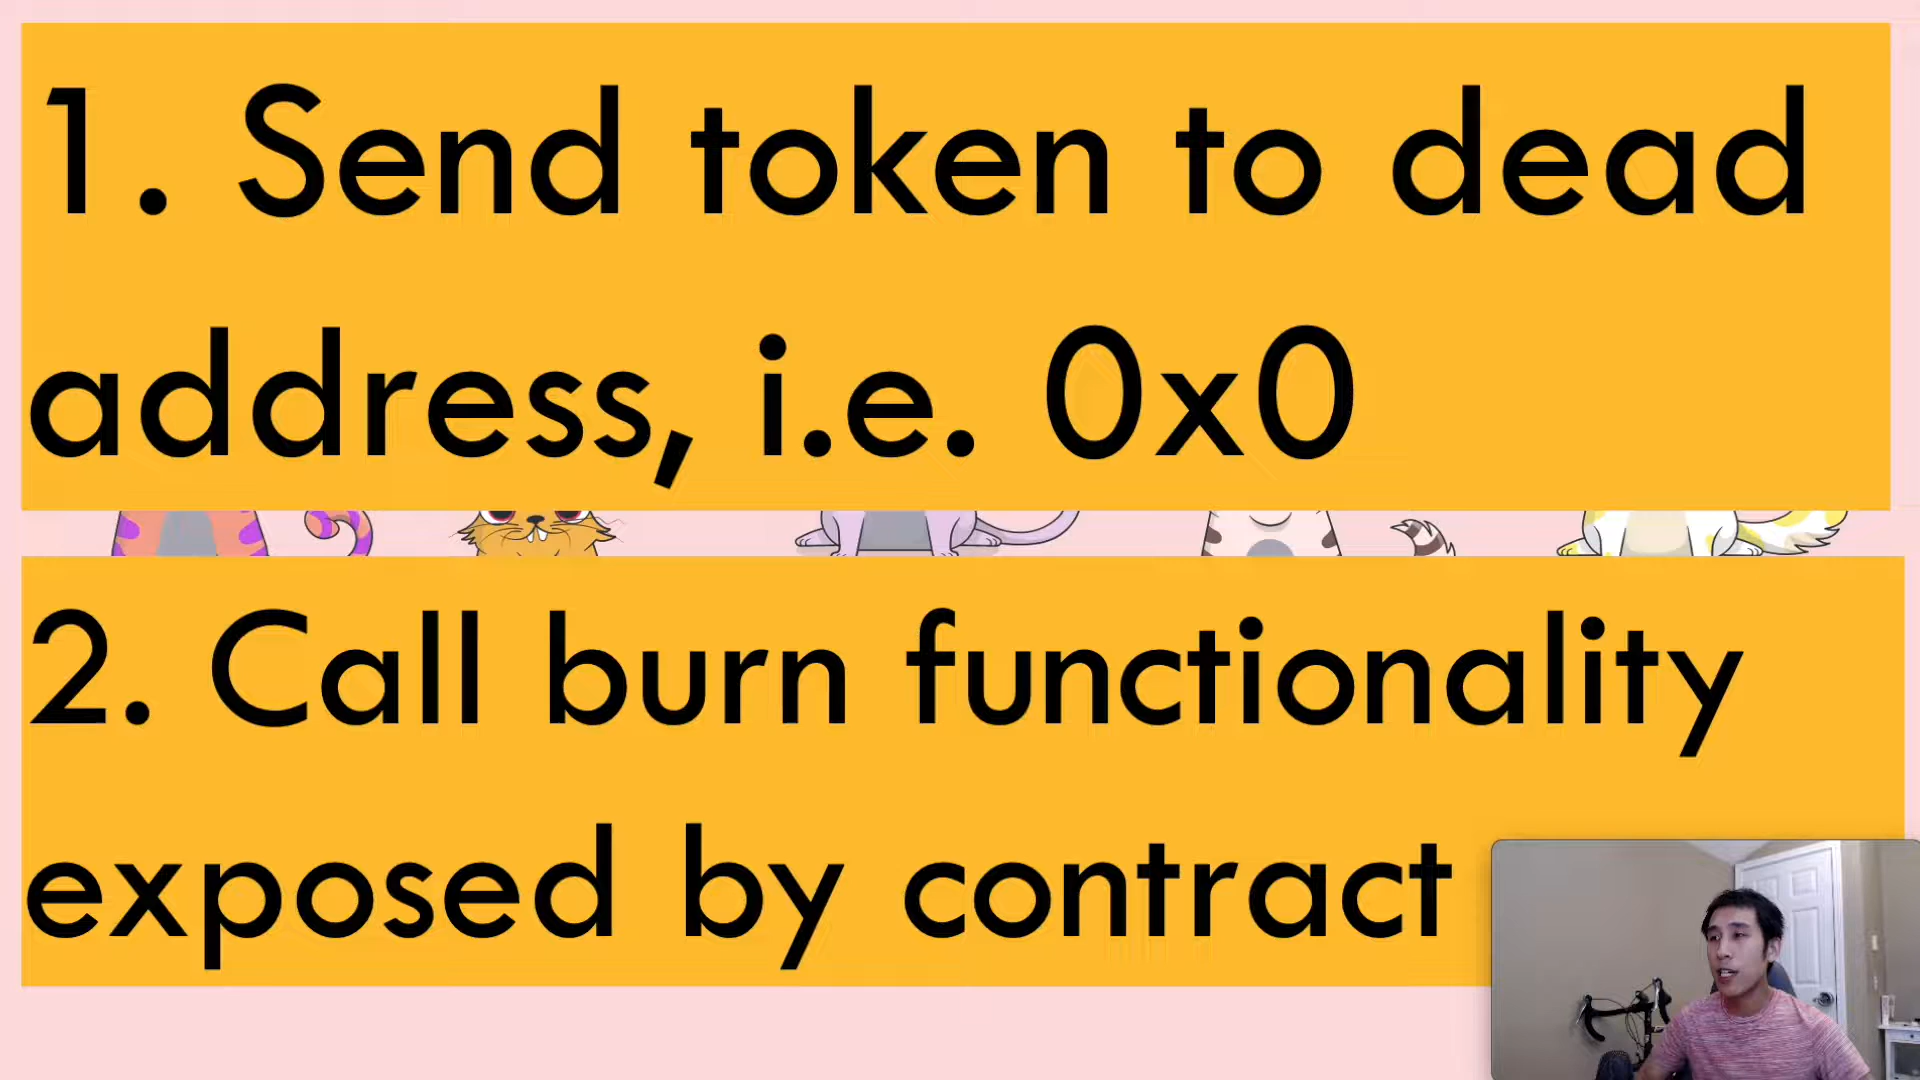 1. Send token to dead
address, i.e. 0x0
2. Call burn functionality
exposed by contract